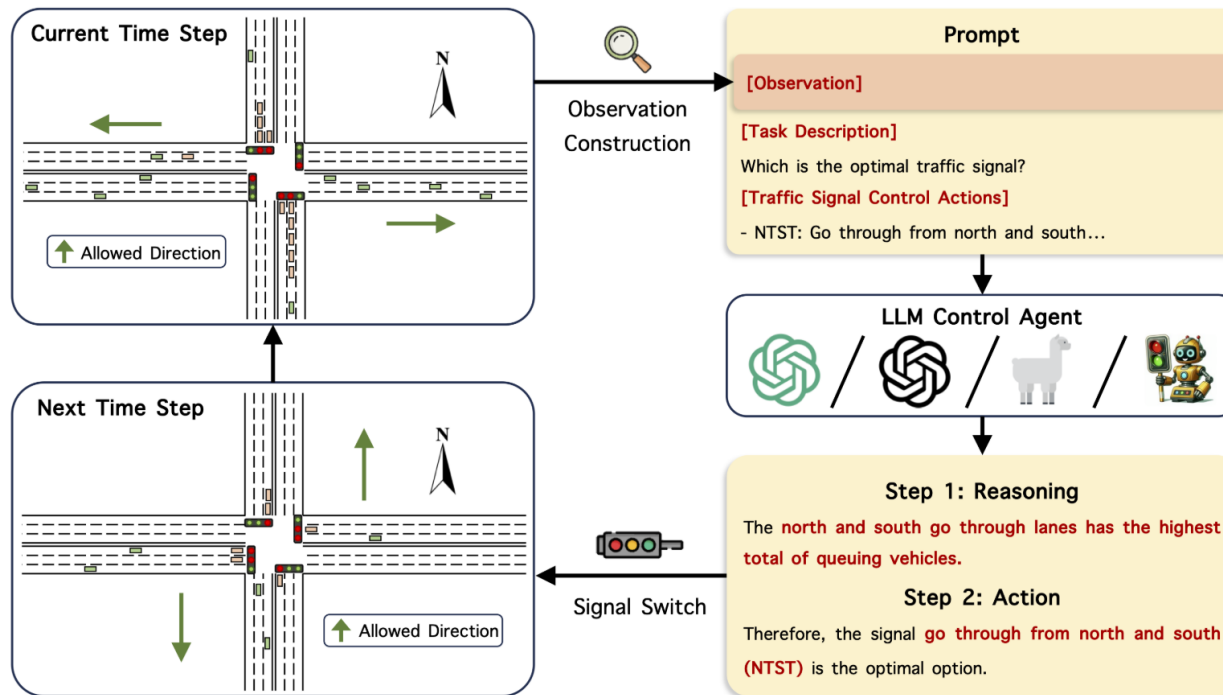 Current Time Step
N
Allowed Direction
Observation
Construction
Prompt
[Observation]
[Task Description]
Which is the optimal traffic signal?
[Traffic Signal Control Actions]
- NTST: Go through from north and south...
LLM Control Agent
Step 1: Reasoning
The north and south go through lanes has the highest
total of queuing vehicles.
Step 2: Action
Therefore, the signal go through from north and south
(NTST) is the optimal option.
Signal Switch
Next Time Step
N
Allowed Direction